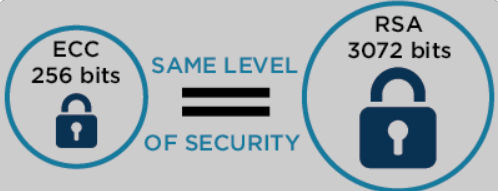 ECC
256 bits
SAME LEVEL
OF SECURITY
RSA
3072 bits